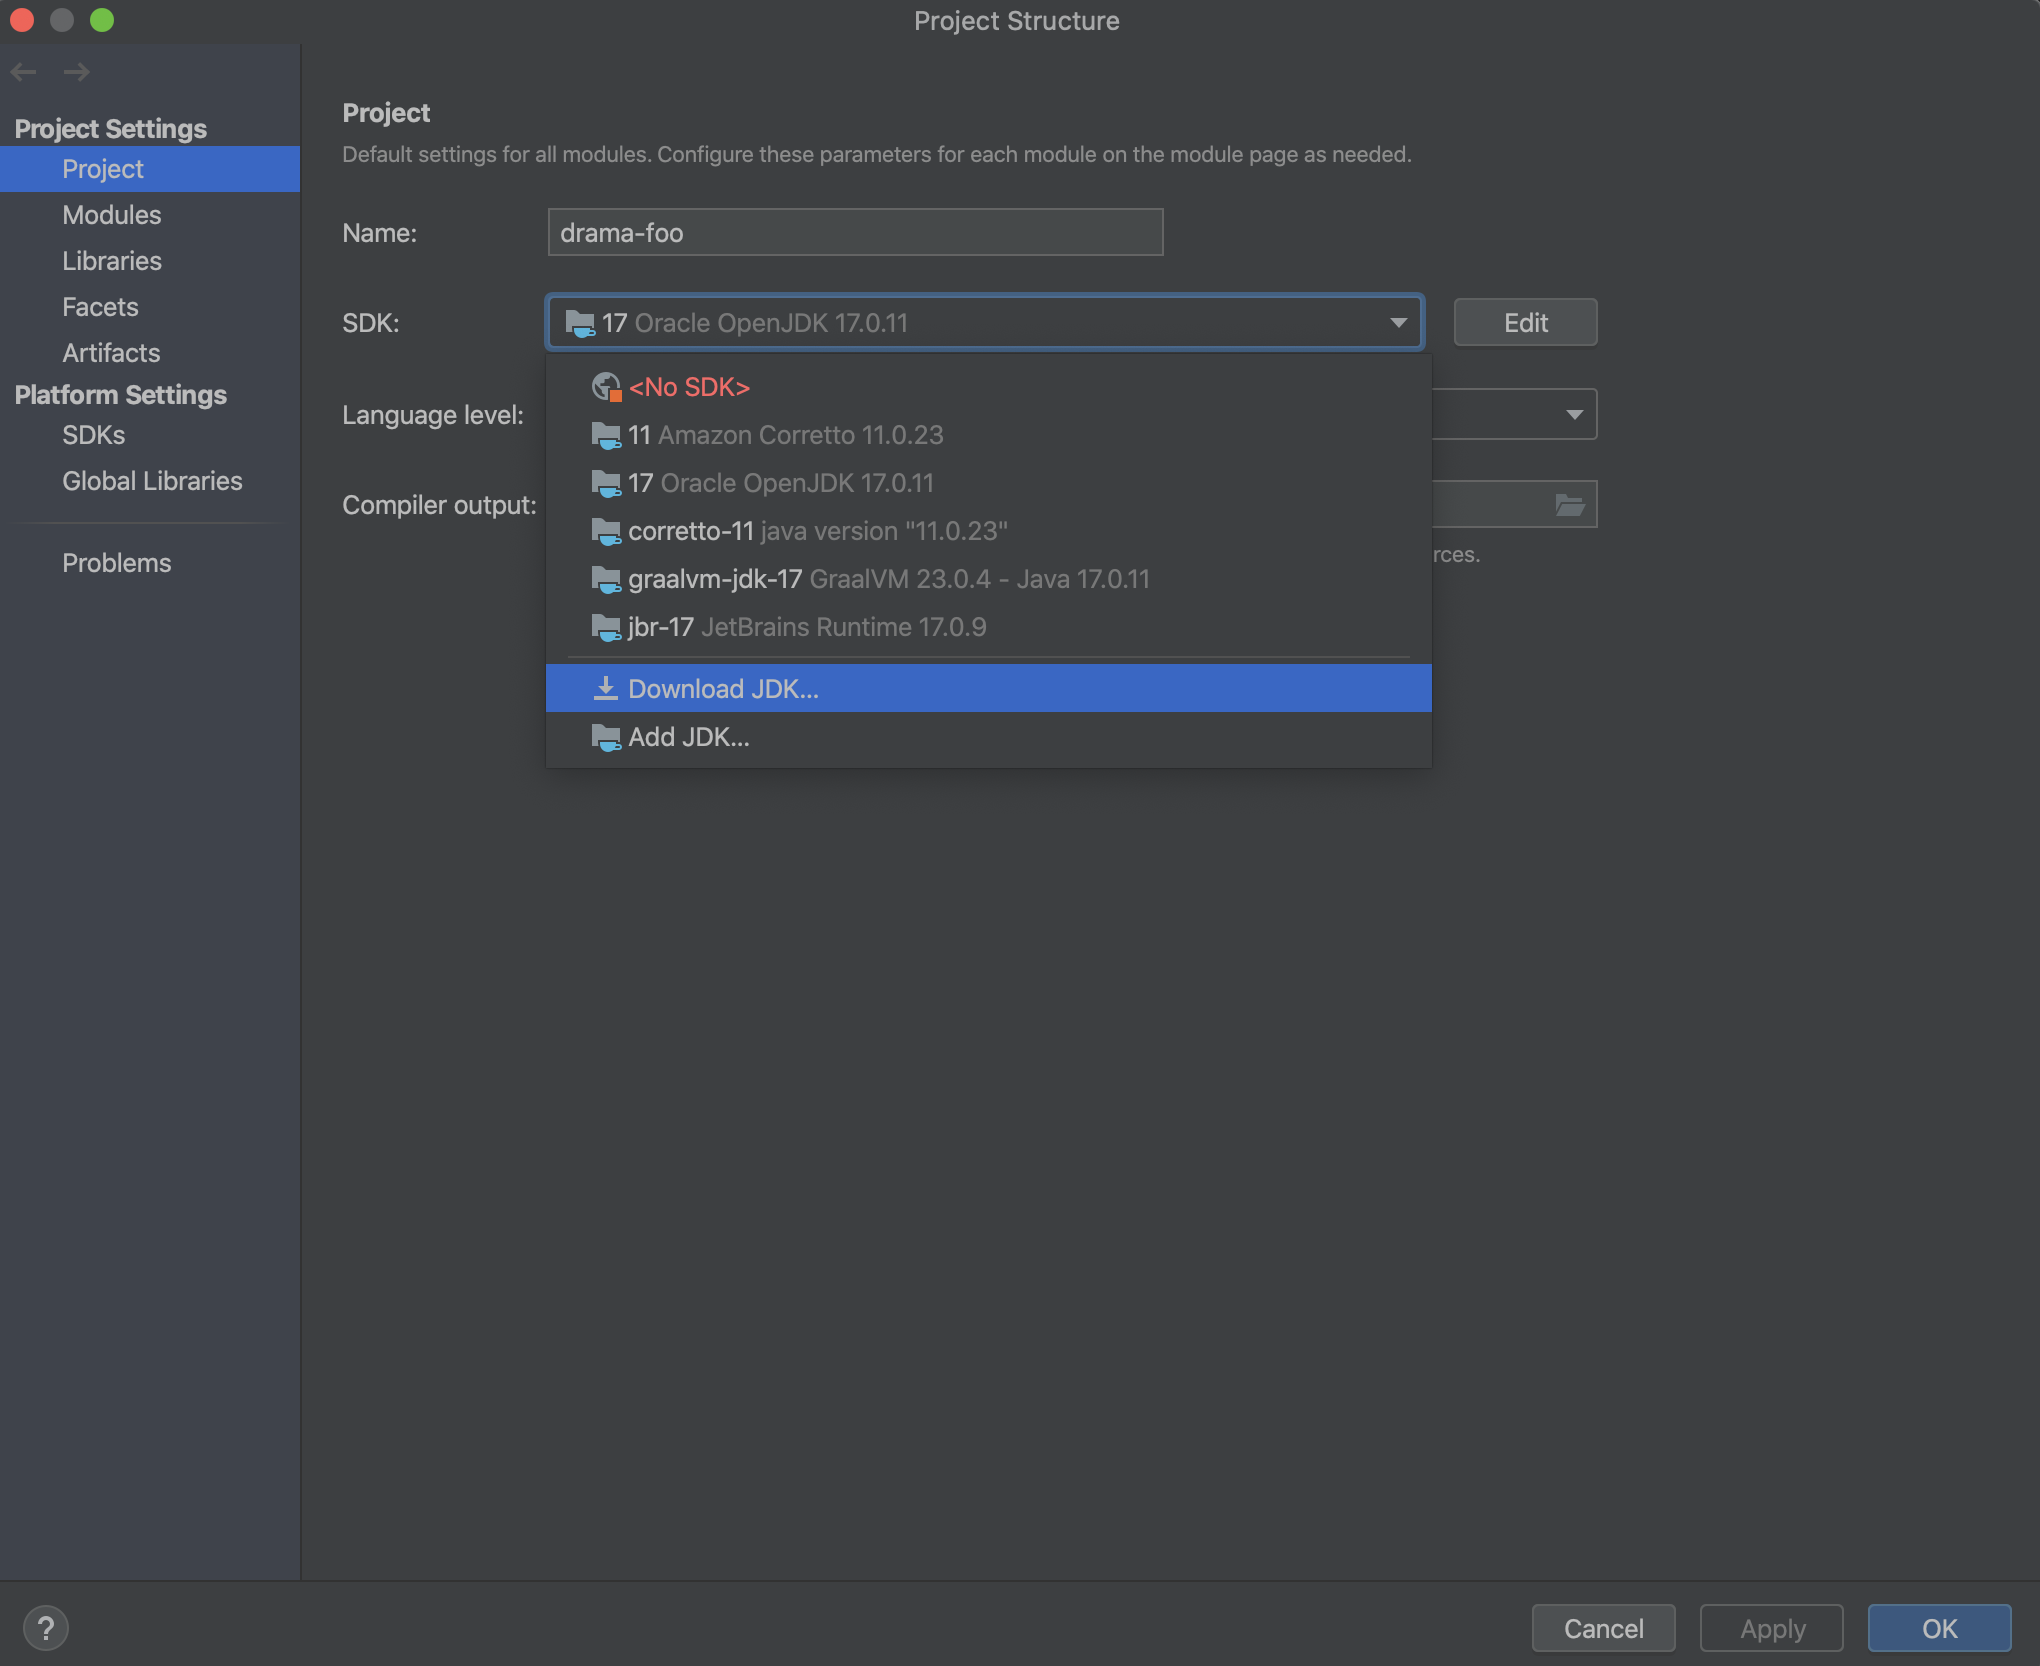 Project Structure
Project Settings
Project
Modules
Libraries
Facets
Artifacts
Platform Settings
SDKs
Global Libraries
Problems
Project
Default settings for all modules. Configure these parameters for each module on the module page as needed.
Name: drama-foo
SDK: 17 Oracle OpenJDK 17.0.11 Edit
<No SDK>
11 Amazon Corretto 11.0.23
17 Oracle OpenJDK 17.0.11
corretto-11 java version "11.0.23"
graalvm-jdk-17 GraalVM 23.0.4 - Java 17.0.11
jbr-17 JetBrains Runtime 17.0.9
Download JDK...
Add JDK...
Language level:
Compiler output:
rces.
? Cancel Apply OK